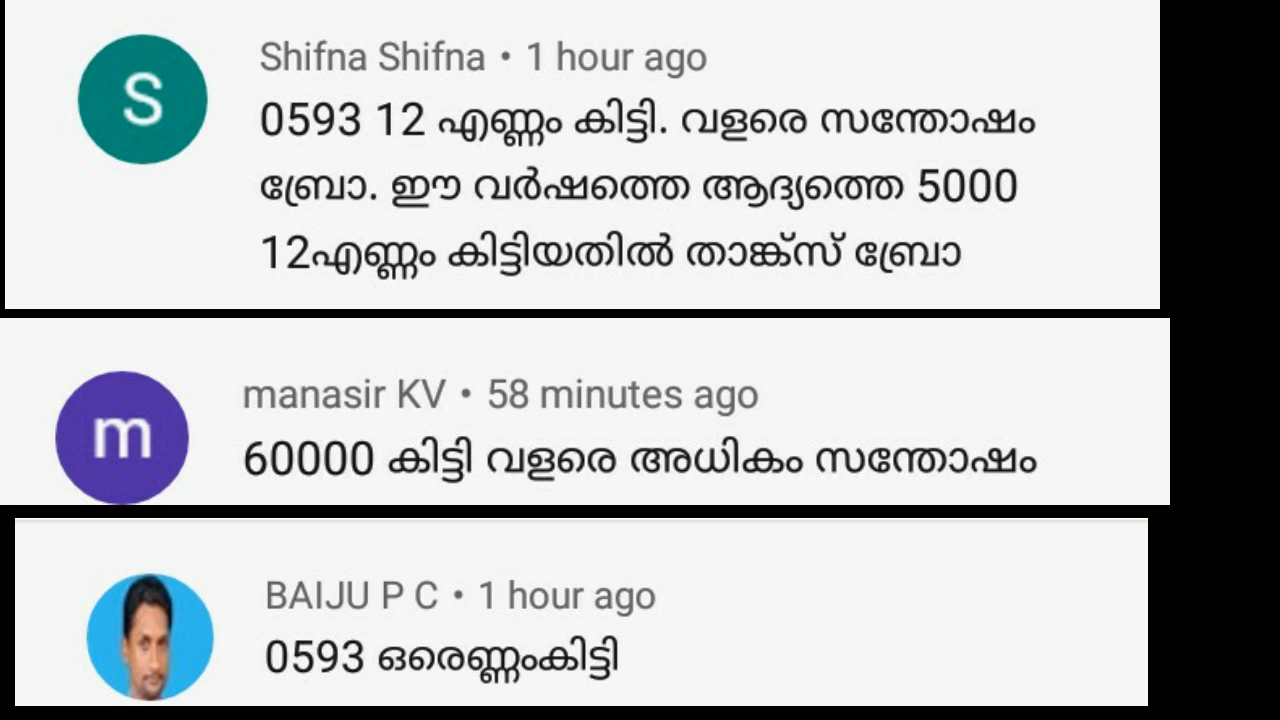 S
Shifna Shifna • 1 hour ago
0593 12 എണ്ണം കിട്ടി. വളരെ സന്തോഷം
ബ്രോ. ഈ വർഷത്തെ ആദ്യത്തെ 5000
12എണ്ണം കിട്ടിയതിൽ താങ്ക്സ് ബ്രോ
m
manasir KV • 58 minutes ago
60000 കിട്ടി വളരെ അധികം സന്തോഷം
BAIJU P C • 1 hour ago
0593 ഒരെണ്ണംകിട്ടി